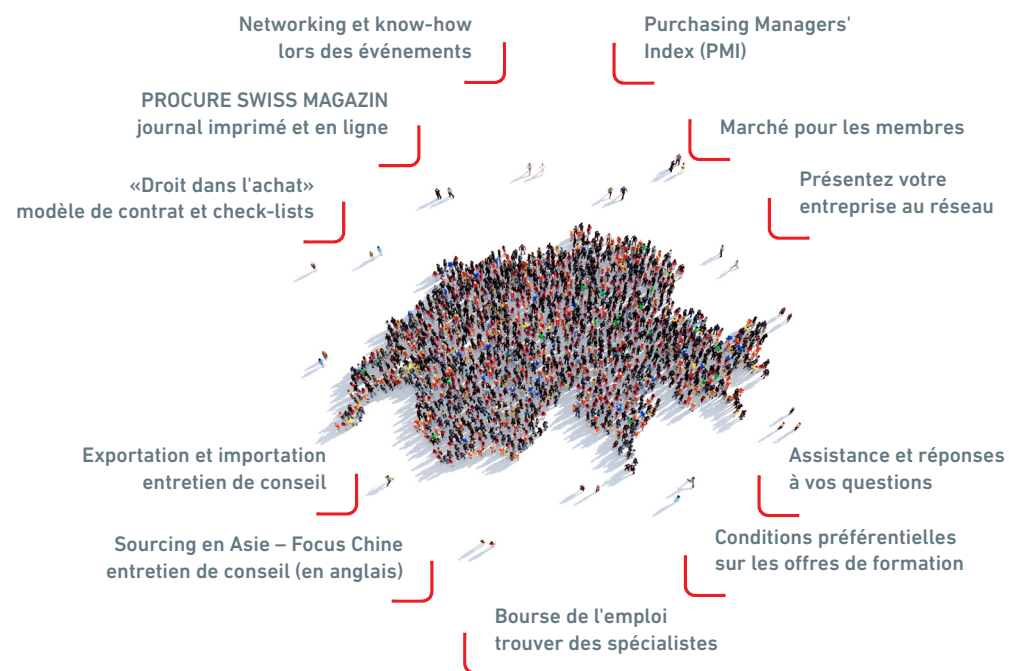 Networking et know-how
lors des événements
Purchasing Managers'
Index (PMI)
PROCURE SWISS MAGAZIN
journal imprimé et en ligne
Marché pour les membres
«Droit dans l'achat»
modèle de contrat et check-lists
Présentez votre
entreprise au réseau
Exportation et importation
entretien de conseil
Assistance et réponses
à vos questions
Sourcing en Asie – Focus Chine
entretien de conseil (en anglais)
Conditions préférentielles
sur les offres de formation
Bourse de l'emploi
trouver des spécialistes